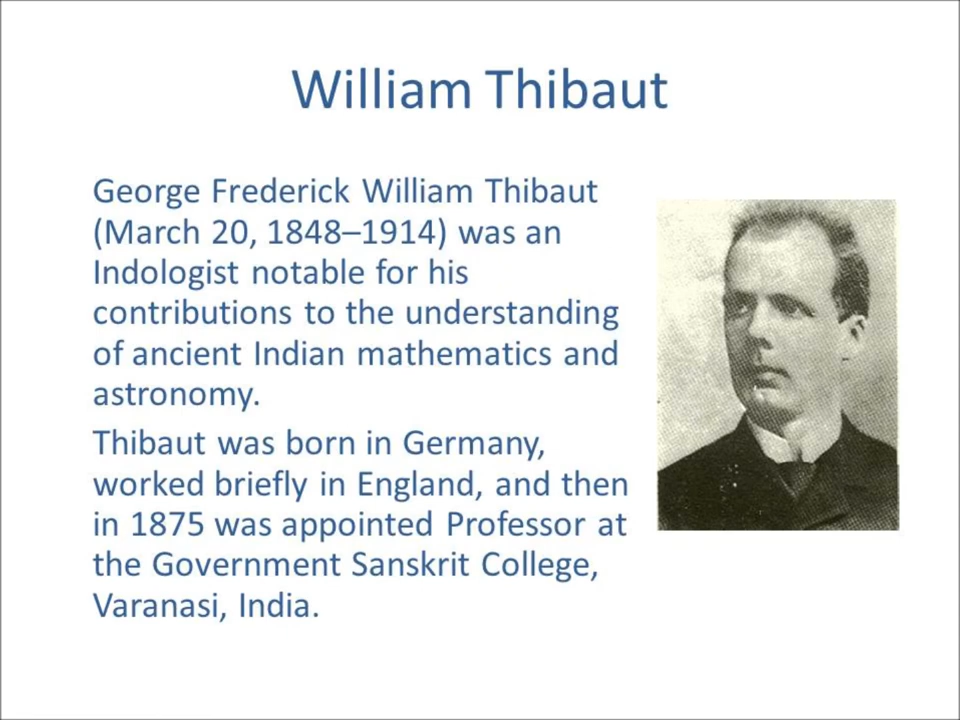 William Thibaut
George Frederick William Thibaut
(March 20, 1848–1914) was an
Indologist notable for his
contributions to the understanding
of ancient Indian mathematics and
astronomy.
Thibaut was born in Germany,
worked briefly in England, and then
in 1875 was appointed Professor at
the Government Sanskrit College,
Varanasi, India.